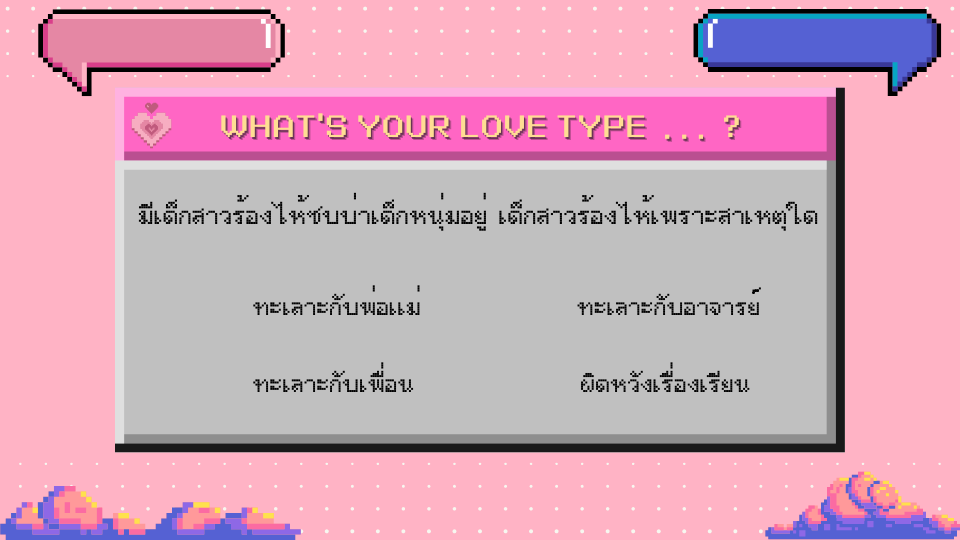 WHAT'S YOUR LOVE TYPE ... ?
มีเด็กสาวร้องไห้ซบบ่าเด็กหนุ่มอยู่ เด็กสาวร้องไห้เพราะสาเหตุใด
ทะเลาะกับพ่อแม่
ทะเลาะกับอาจารย์
ทะเลาะกับเพื่อน
ผิดหวังเรื่องเรียน